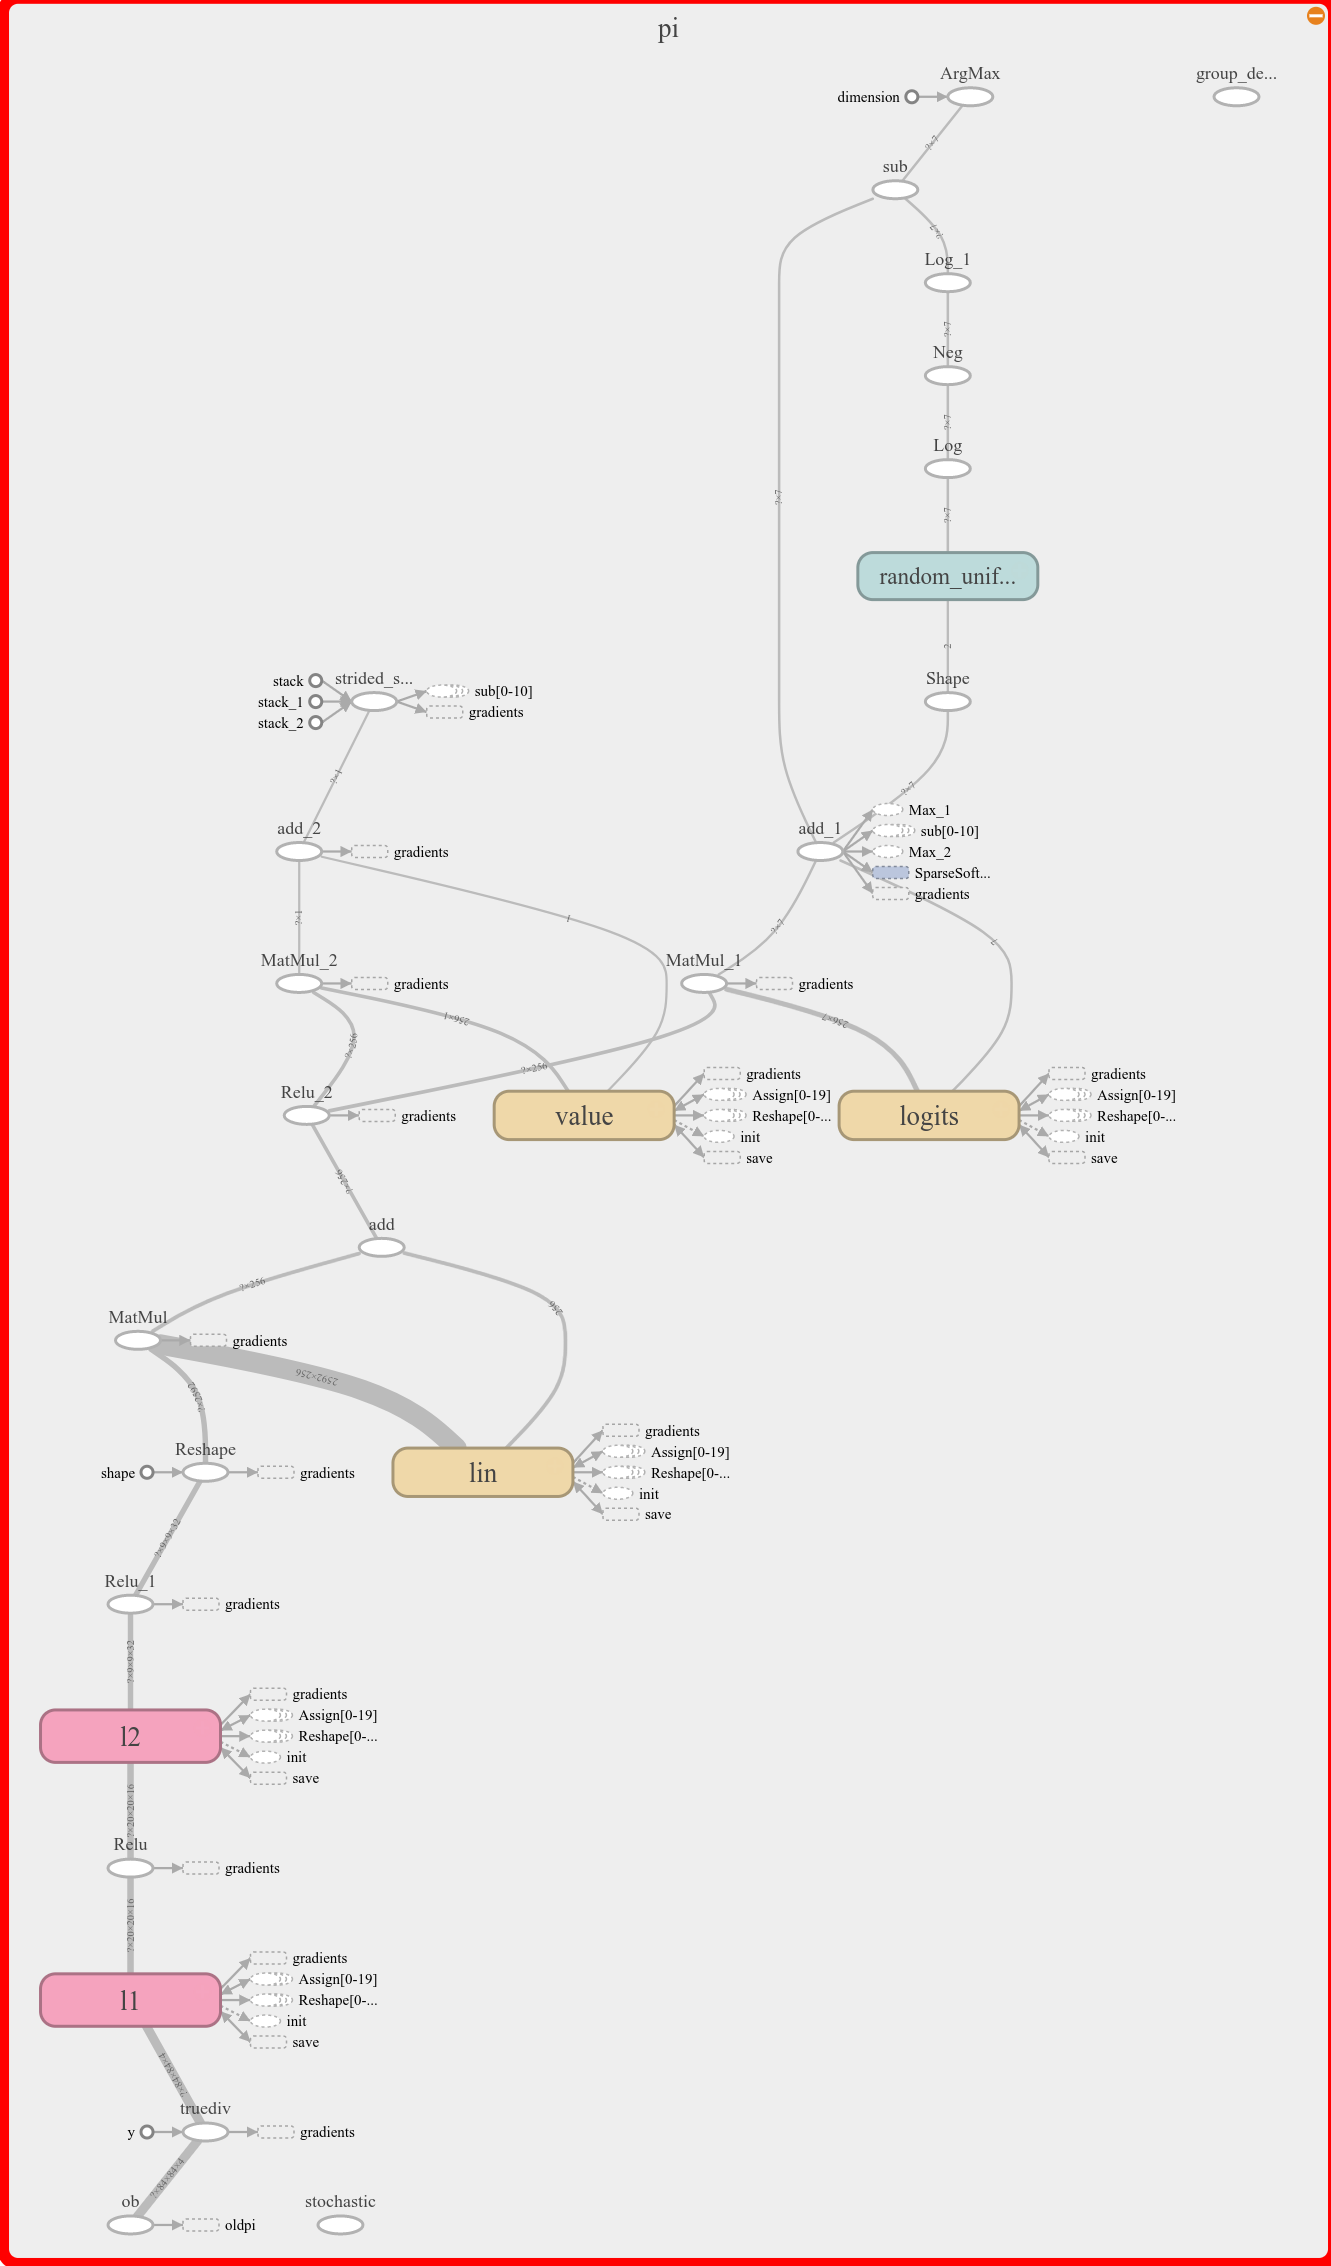 pi
ArgMax
group_de...
dimension
?×7
sub
?×7
Log_1
?×7
Neg
?×7
Log
?×7
?×7
random_unif...
2
Shape
stack
strided_s...
sub[0-10]
stack_1
stack_2
gradients
?×1
?×7
add_2
gradients
add_1
Max_1
sub[0-10]
Max_2
SparseSoft...
gradients
?×1
1
?×7
7
MatMul_2
gradients
MatMul_1
gradients
256×1
256×7
?×256
?×256
Relu_2
gradients
value
gradients
Assign[0-19]
Reshape[0-...
init
save
logits
gradients
Assign[0-19]
Reshape[0-...
init
save
?×256
add
?×256
256
MatMul
gradients
2592×256
?×2592
Reshape
shape
gradients
lin
gradients
Assign[0-19]
Reshape[0-...
init
save
?×9×9×32
Relu_1
gradients
?×9×9×32
l2
gradients
Assign[0-19]
Reshape[0-...
init
save
?×20×20×16
Relu
gradients
?×20×20×16
l1
gradients
Assign[0-19]
Reshape[0-...
init
save
?×84×84×4
truediv
y
gradients
?×84×84×4
ob
oldpi
stochastic